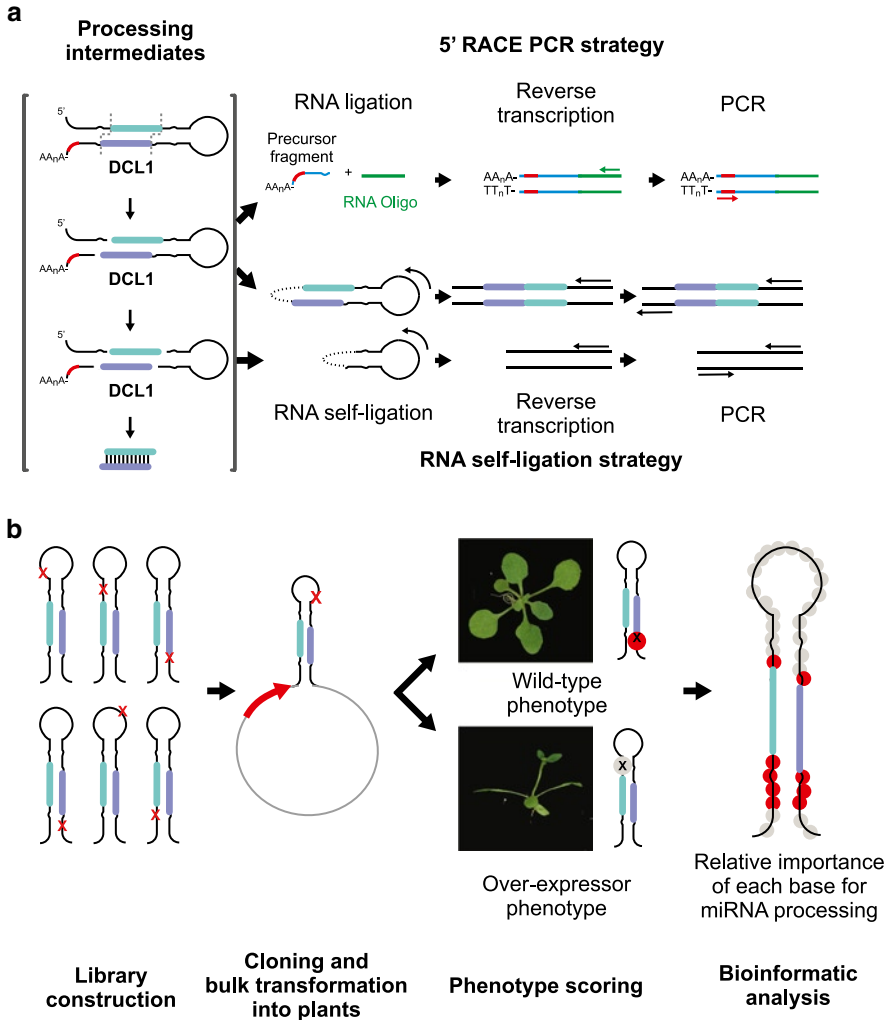 a
Processing
intermediates
5' RACE PCR strategy
RNA ligation
Reverse
transcription
PCR
5'
AAnA-
DCL1
Precursor
fragment
AAnA-
+
RNA Oligo
AAnA-
TTnT-
AAnA-
TTnT-
5'
AAnA-
DCL1
5'
AAnA-
DCL1
RNA self-ligation
Reverse
transcription
PCR
RNA self-ligation strategy
b
X
X
X
X
X
X
X
X
Wild-type
phenotype
X
Over-expressor
phenotype
Relative importance
of each base for
miRNA processing
Library
construction
Cloning and
bulk transformation
into plants
Phenotype scoring
Bioinformatic
analysis